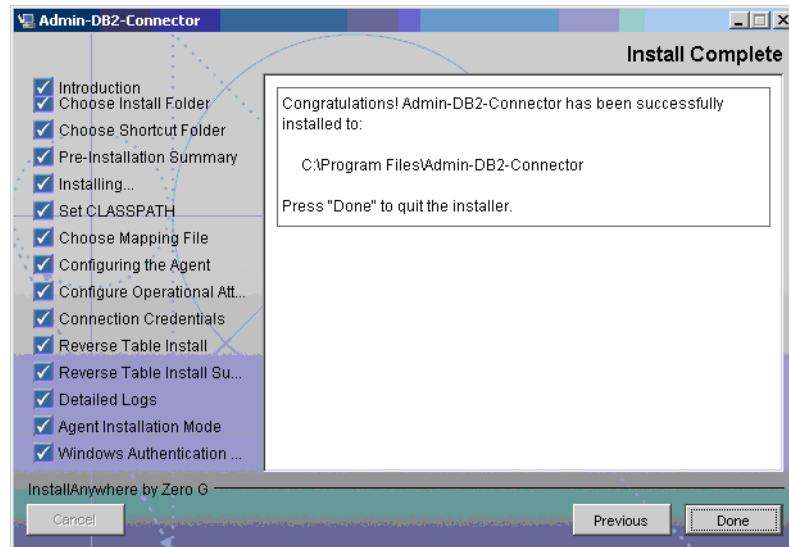 Admin-DB2-Connector
Install Complete
Introduction
Choose Install Folder
Choose Shortcut Folder
Pre-Installation Summary
Installing...
Set CLASSPATH
Choose Mapping File
Configuring the Agent
Configure Operational Att...
Connection Credentials
Reverse Table Install
Reverse Table Install Su...
Detailed Logs
Agent Installation Mode
Windows Authentication ...
Congratulations! Admin-DB2-Connector has been successfully
installed to:
C:\Program Files\Admin-DB2-Connector
Press "Done" to quit the installer.
InstallAnywhere by Zero G
Cancel
Previous
Done